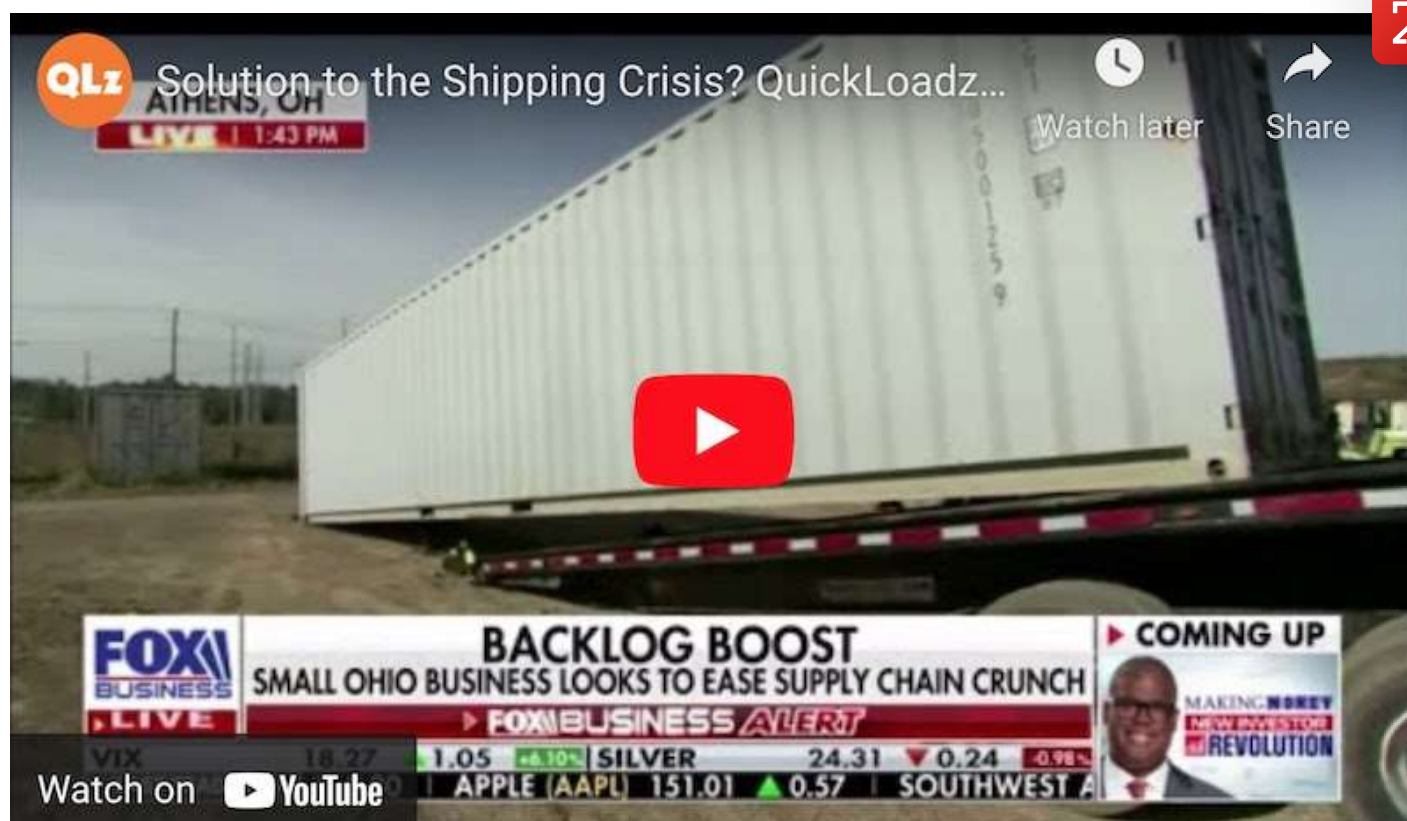 2
QLz
Solution to the Shipping Crisis? QuickLoadz...
Watch later
Share
ATHENS, OH
LIVE 1:43 PM
FOX
BUSINESS
LIVE
BACKLOG BOOST
SMALL OHIO BUSINESS LOOKS TO EASE SUPPLY CHAIN CRUNCH
FOX BUSINESS ALERT
COMING UP
MAKING MONEY
NEW INVESTOR
REVOLUTION
VIX 18.27 1.05 +6.10% SILVER 24.31 0.24 -0.98%
APPLE (AAPL) 151.01 0.57 SOUTHWEST A
Watch on YouTube